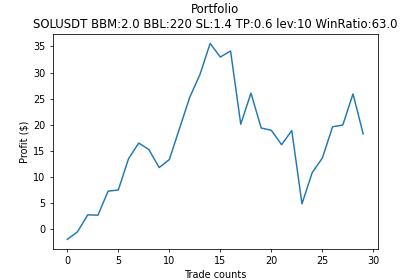 Portfolio
SOLUSDT BBM:2.0 BBL:220 SL:1.4 TP:0.6 lev:10 WinRatio:63.0
Profit ($)
35
30
25
20
15
10
5
0
0 5 10 15 20 25 30
Trade counts